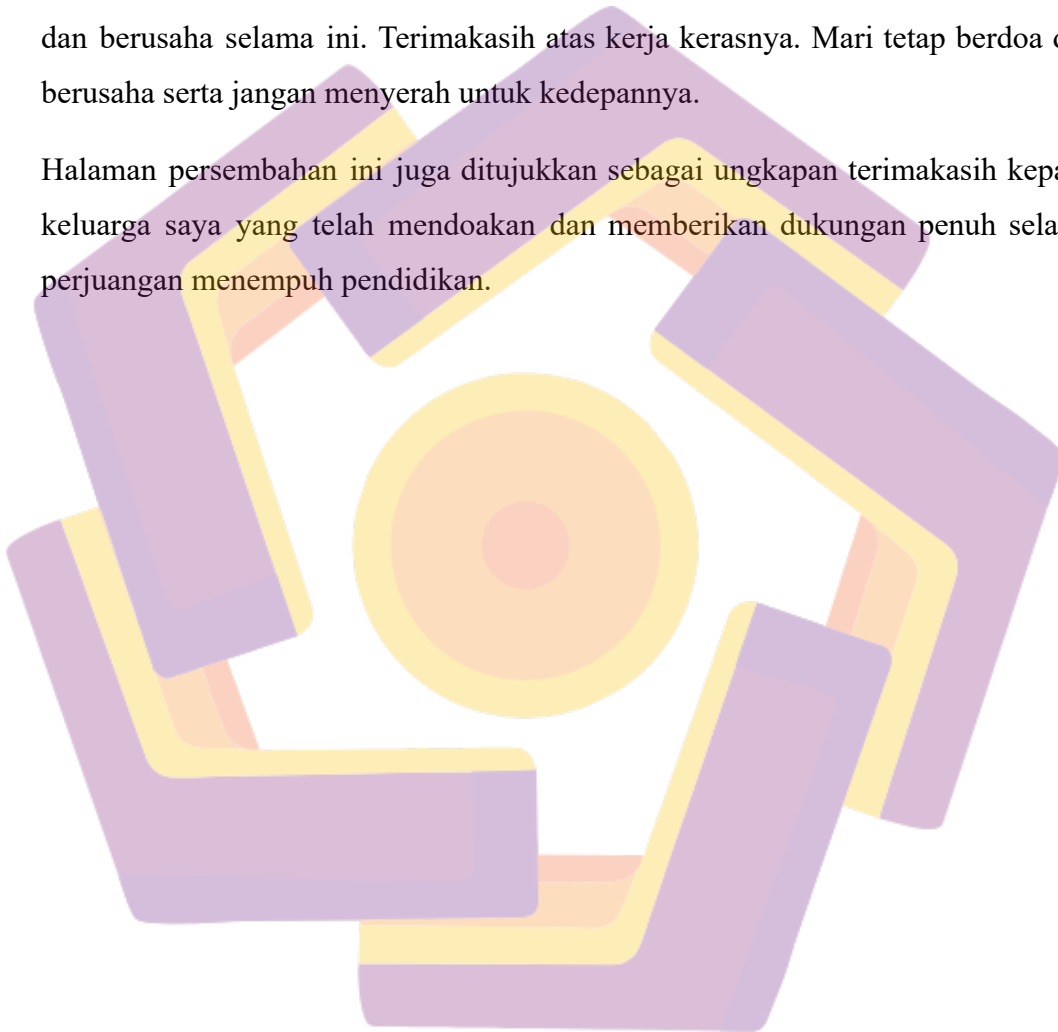 dan berusaha selama ini. Terimakasih atas kerja kerasnya. Mari tetap berdoa
berusaha serta jangan menyerah untuk kedepannya.
Halaman persembahan ini juga ditujukkan sebagai ungkapan terimakasih
keluarga saya yang telah mendoakan dan memberikan dukungan penuh
perjuangan menempuh pendidikan.